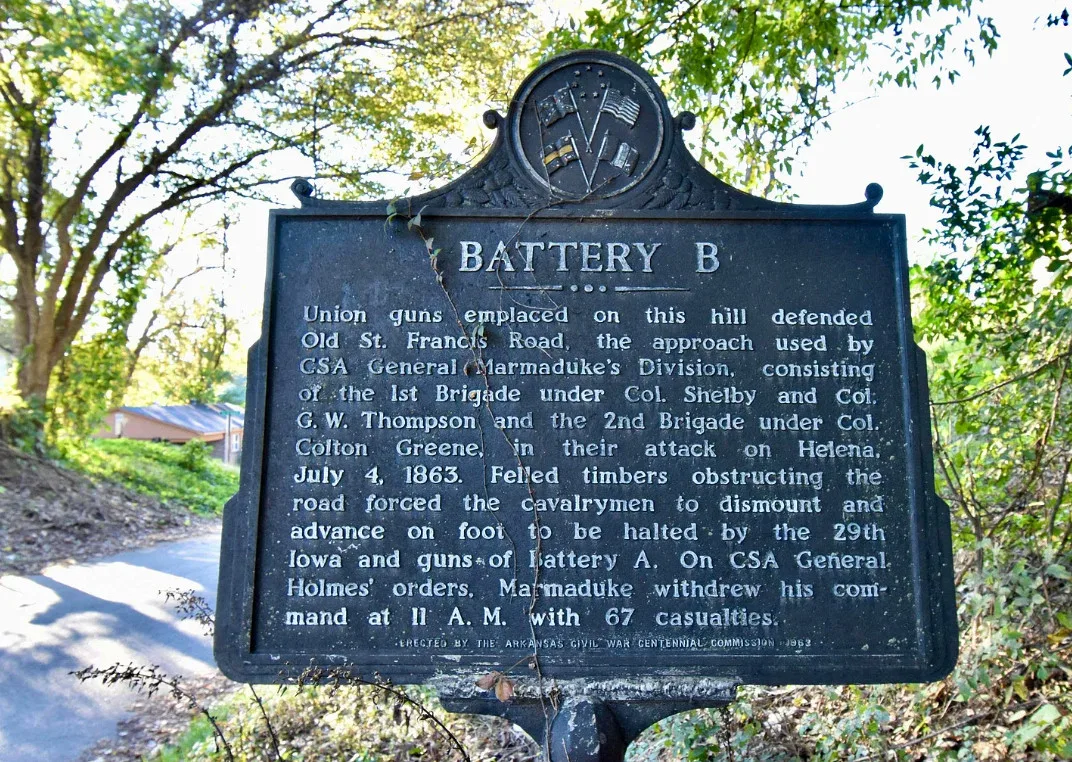 BATTERY B
Union guns emplaced on this hill defended
Old St. Francis Road, the approach used by
CSA General Marmaduke's Division, consisting
of the 1st Brigade under Col. Shelby and Col.
G. W. Thompson and the 2nd Brigade under Col.
Colton Greene, in their attack on Helena,
July 4, 1863. Felled timbers obstructing the
road forced the cavalrymen to dismount and
advance on foot to be halted by the 29th
Iowa and guns of Battery A. On CSA General
Holmes' orders, Marmaduke withdrew his com-
mand at 11 A. M. with 67 casualties.
ERECTED BY THE ARKANSAS CIVIL WAR CENTENNIAL COMMISSION 1963